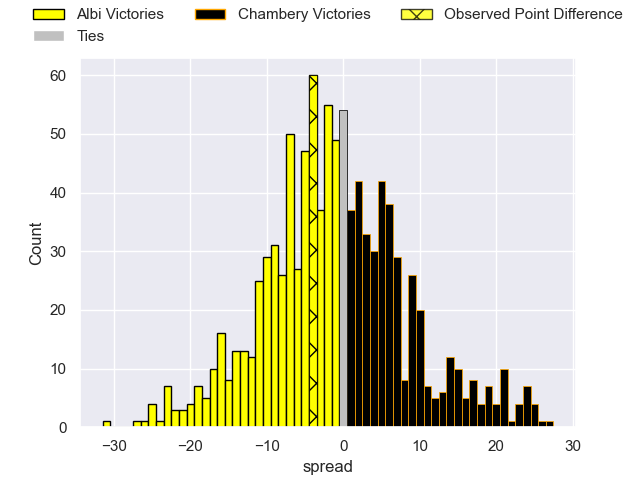 Albi Victories
Chambery Victories
Observed Point Difference
Ties
60
50
40
30
20
10
0
Count
−30
−20
−10
0
10
20
30
spread